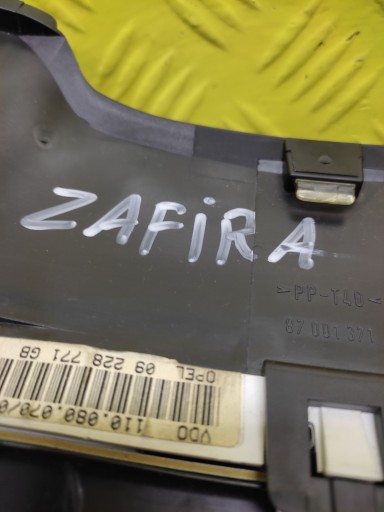 ZAFiRA
>PP-T40<
OPEL 09 228 771 GB
VDO 110.080.070/0